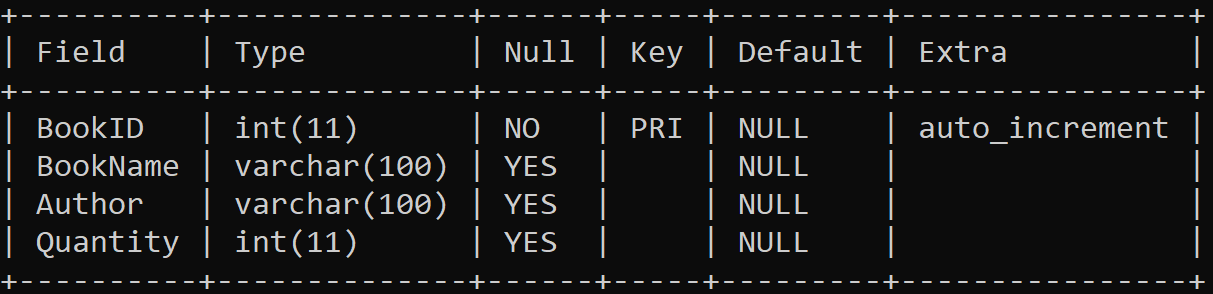 +----------+--------------+------+-----+---------+----------------+
| Field    | Type         | Null | Key | Default | Extra          |
+----------+--------------+------+-----+---------+----------------+
| BookID   | int(11)      | NO   | PRI | NULL    | auto_increment |
| BookName | varchar(100) | YES  |     | NULL    |                |
| Author   | varchar(100) | YES  |     | NULL    |                |
| Quantity | int(11)      | YES  |     | NULL    |                |
+----------+--------------+------+-----+---------+----------------+